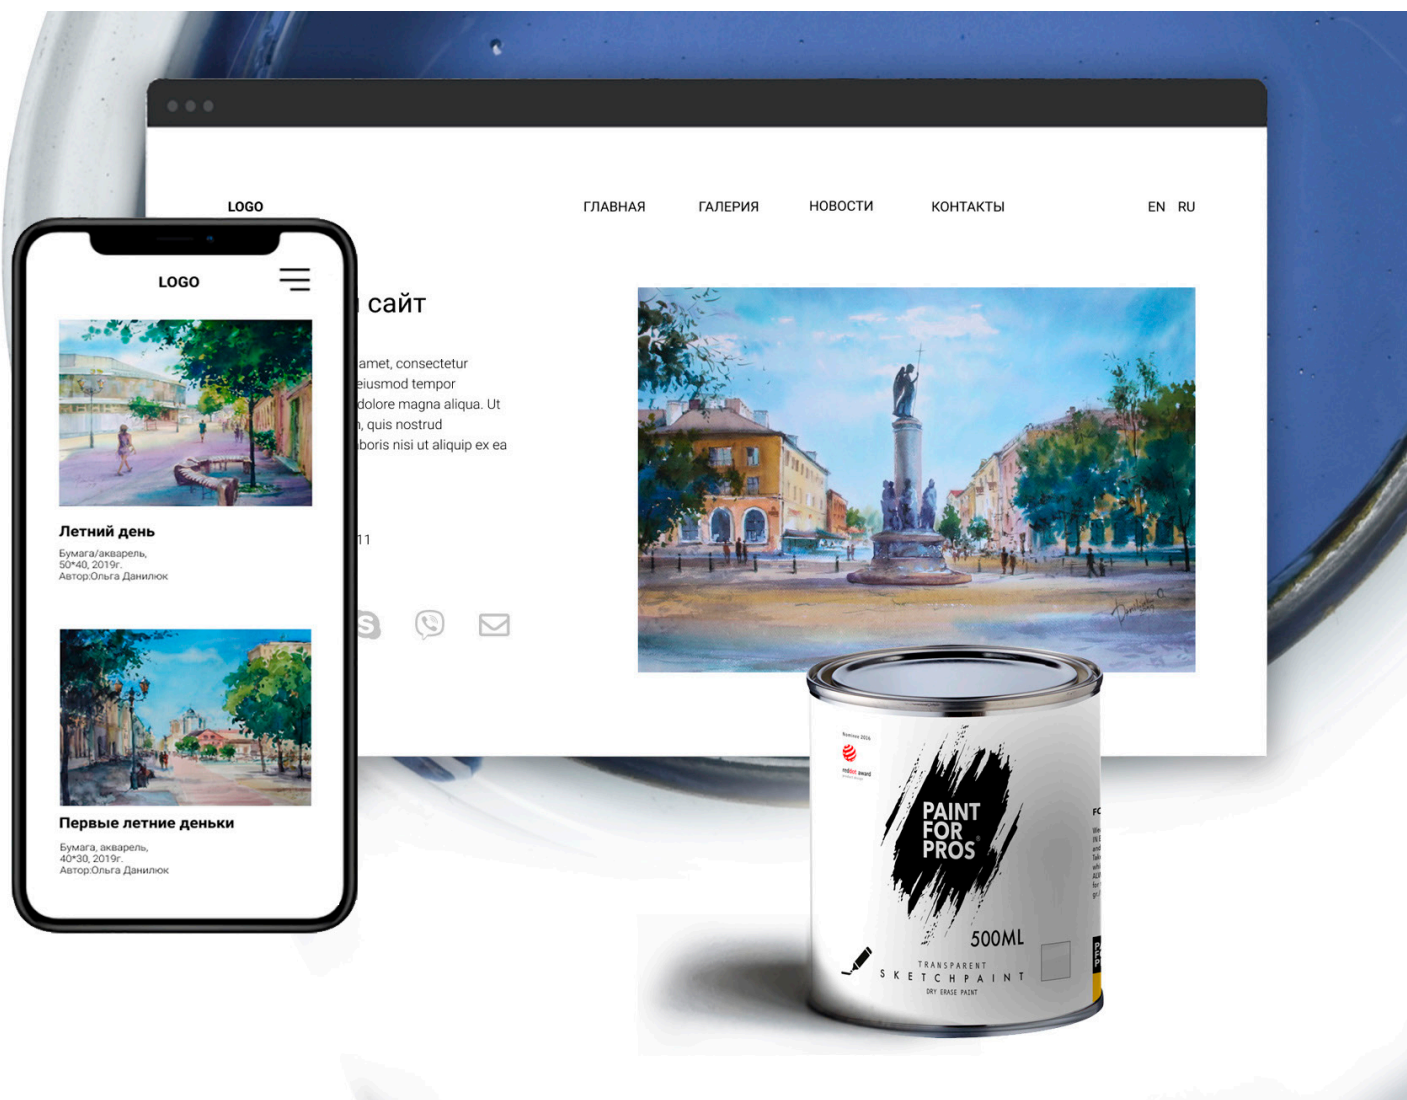 LOGO
ГЛАВНАЯ
ГАЛЕРИЯ
НОВОСТИ
КОНТАКТЫ
EN RU
сайт
amet, consectetur
eiusmod tempor
dolore magna aliqua. Ut
, quis nostrud
boris nisi ut aliquip ex ea
11
LOGO
Летний день
Бумага/акварель,
50*40, 2019г.
Автор:Ольга Данилюк
Первые летние деньки
Бумага, акварель,
40*30, 2019г.
Автор:Ольга Данилюк
reddot award
PAINT
FOR
PROS
500ML
TRANSPARENT
SKETCHPAINT
DRY ERASE PAINT